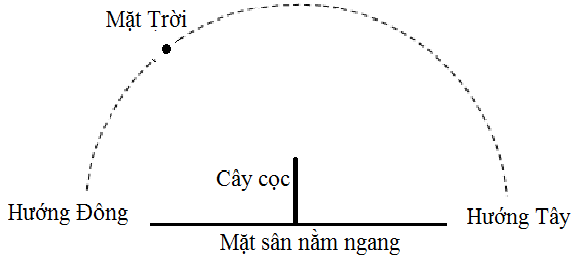 Mặt Trời
Cây cọc
Hướng Đông
Hướng Tây
Mặt sân nằm ngang